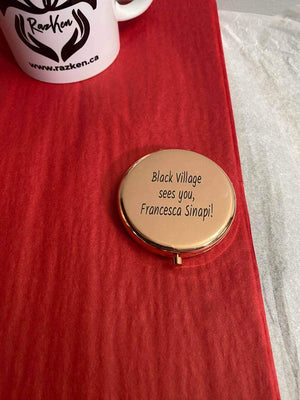 RazKen
www.razken.ca
Black Village
sees you,
Francesca Sinapi!